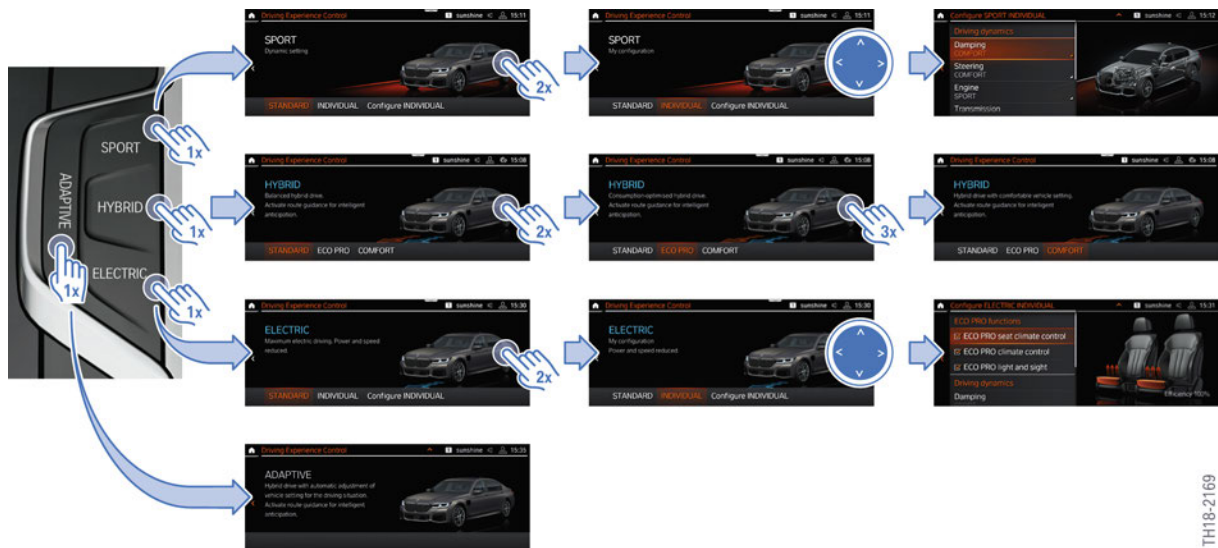 SPORT
1x
HYBRID
1x
ADAPTIVE
1x
ELECTRIC
1x
Driving Experience Control
sunshine
15:11
SPORT
Dynamic setting
2x
STANDARD INDIVIDUAL Configure INDIVIDUAL
Driving Experience Control
sunshine
15:11
SPORT
My configuration
STANDARD INDIVIDUAL Configure INDIVIDUAL
Configure SPORT INDIVIDUAL
sunshine
15:12
Driving dynamics
Damping
COMFORT
Steering
COMFORT
Engine
SPORT
Transmission
Driving Experience Control
sunshine
15:08
HYBRID
Balanced hybrid drive.
Activate route guidance for intelligent
anticipation.
2x
STANDARD ECO PRO COMFORT
Driving Experience Control
sunshine
15:08
HYBRID
Consumption-optimised hybrid drive.
Activate route guidance for intelligent
anticipation.
3x
STANDARD ECO PRO COMFORT
Driving Experience Control
sunshine
15:08
HYBRID
Hybrid drive with comfortable vehicle setting.
Activate route guidance for intelligent
anticipation.
STANDARD ECO PRO COMFORT
Driving Experience Control
sunshine
15:30
ELECTRIC
Maximum electric driving. Power and speed
reduced.
2x
STANDARD INDIVIDUAL Configure INDIVIDUAL
Driving Experience Control
sunshine
15:30
ELECTRIC
My configuration
Power and speed reduced.
STANDARD INDIVIDUAL Configure INDIVIDUAL
Configure ELECTRIC INDIVIDUAL
sunshine
15:31
ECO PRO functions
ECO PRO seat climate control
ECO PRO climate control
ECO PRO light and sight
Driving dynamics
Damping
Efficiency 100%
Driving Experience Control
sunshine
15:35
ADAPTIVE
Hybrid drive with automatic adjustment of
vehicle setting for the driving situation.
Activate route guidance for intelligent
anticipation.
TH18-2169